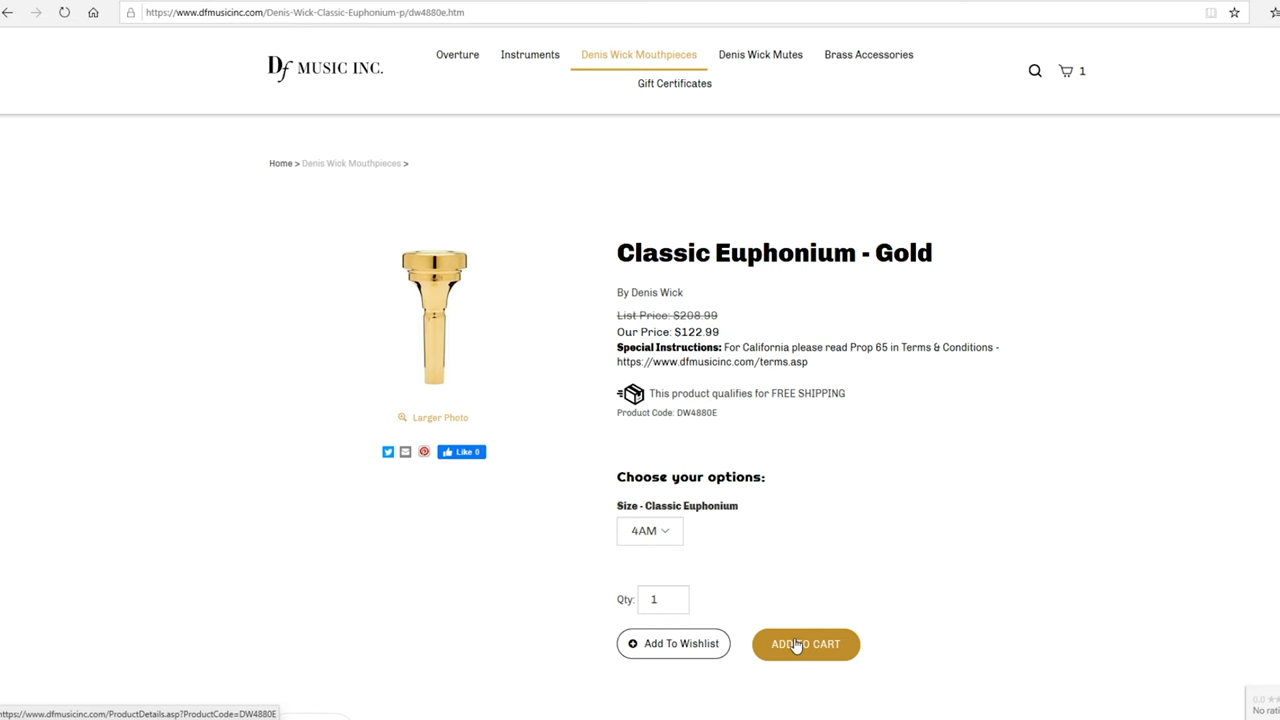 https://www.dfmusicinc.com/Denis-Wick-Classic-Euphonium-p/dw4880e.htm
Df MUSIC INC.
Overture
Instruments
Denis Wick Mouthpieces
Denis Wick Mutes
Brass Accessories
Gift Certificates
1
Home > Denis Wick Mouthpieces >
Classic Euphonium - Gold
By Denis Wick
List Price: $208.99
Our Price: $122.99
Special Instructions: For California please read Prop 65 in Terms & Conditions -
https://www.dfmusicinc.com/terms.asp
This product qualifies for FREE SHIPPING
Product Code: DW4880E
Larger Photo
Like 0
Choose your options:
Size - Classic Euphonium
4AM
Qty: 1
Add To Wishlist
ADD TO CART
0.0
No rati
https://www.dfmusicinc.com/ProductDetails.asp?ProductCode=DW4880E